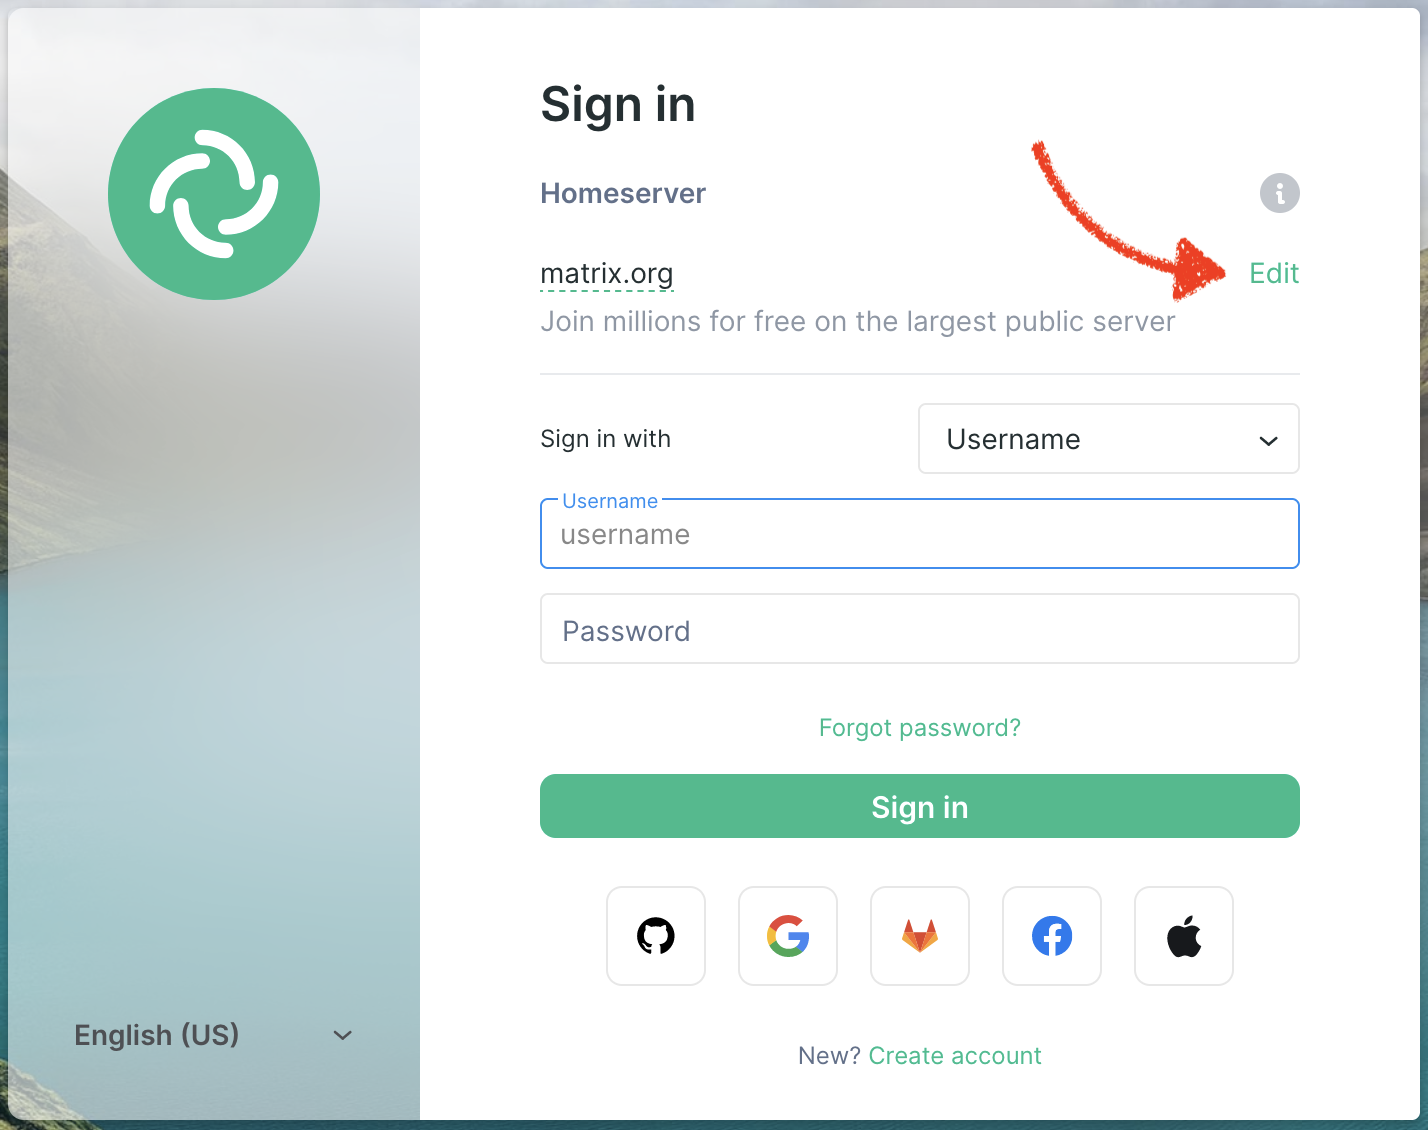 Sign in
Homeserver
matrix.org
Edit
Join millions for free on the largest public server
Sign in with
Username
Username
username
Password
Forgot password?
Sign in
English (US)
New? Create account